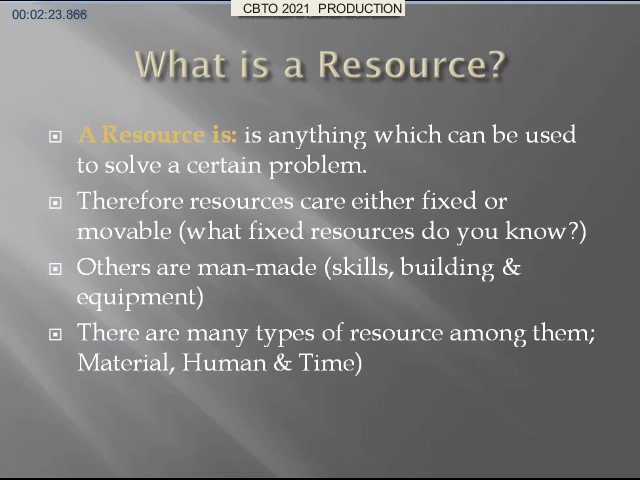 00:02:23.866
CBTO 2021 PRODUCTION
What is a Resource?
A Resource is: is anything which can be used
to solve a certain problem.
Therefore resources care either fixed or
movable (what fixed resources do you know?)
Others are man-made (skills, building &
equipment)
There are many types of resource among them;
Material, Human & Time)